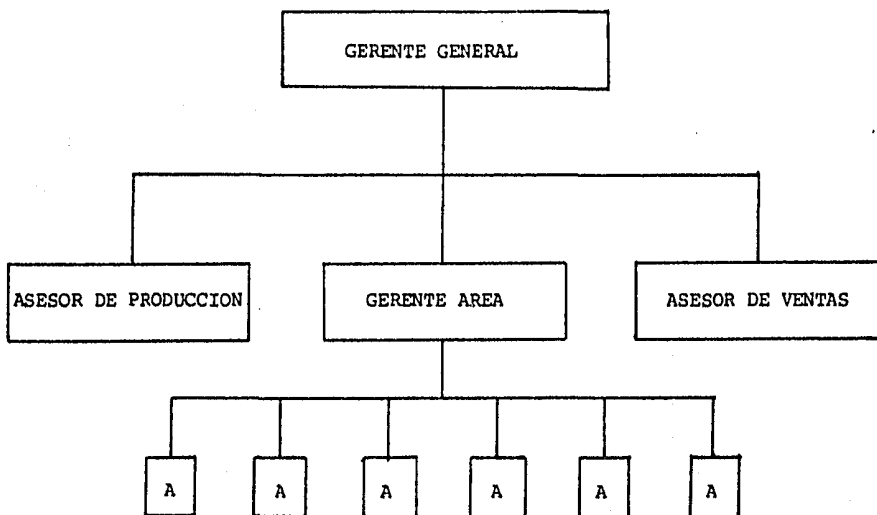 GERENTE GENERAL
ASESOR DE PRODUCCION
GERENTE AREA
ASESOR DE VENTAS
A
A
A
A
A
A